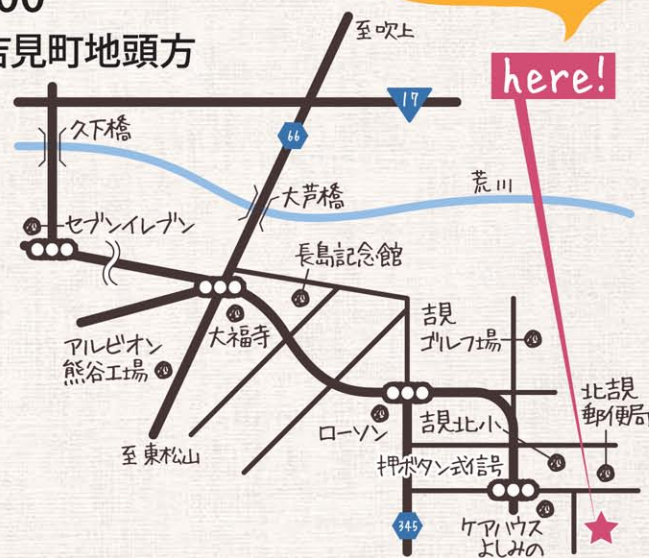 00
吉見町地頭方
至吹上
here!
17
久下橋
66
大芦橋
荒川
セブンイレブン
長島記念館
吉見
ゴルフ場
大福寺
アルビオン
熊谷工場
北吉見
郵便局
ローソン
吉見北小
至東松山
押ボタン式信号
345
ケアハウス
よしみの